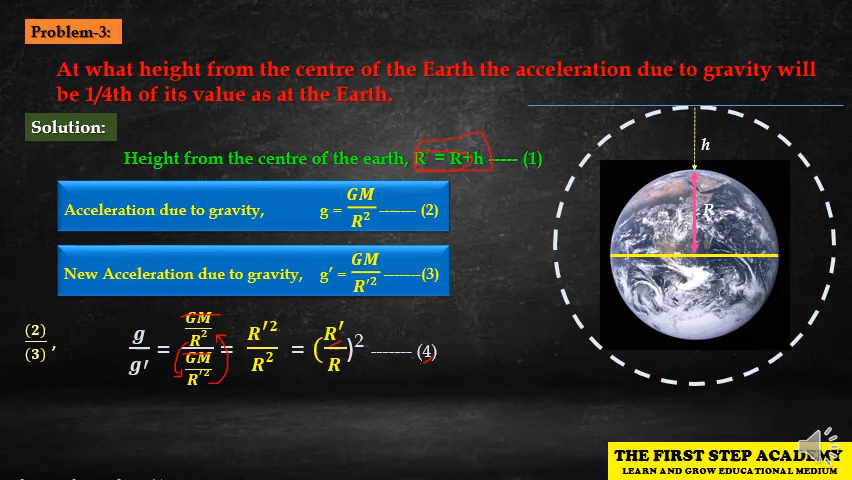 Problem-3:
At what height from the centre of the Earth the acceleration due to gravity will
be 1/4th of its value as at the Earth.
Solution:
Height from the centre of the earth, R' = R+h ----- (1)
h
R
Acceleration due to gravity, g = GM/R² ------- (2)
New Acceleration due to gravity, g' = GM/R'² -------(3)
(2)/(3) , g/g' = (GM/R²)/(GM/R'²) = R'²/R² = (R'/R)² ------- (4)
THE FIRST STEP ACADEMY
LEARN AND GROW EDUCATIONAL MEDIUM